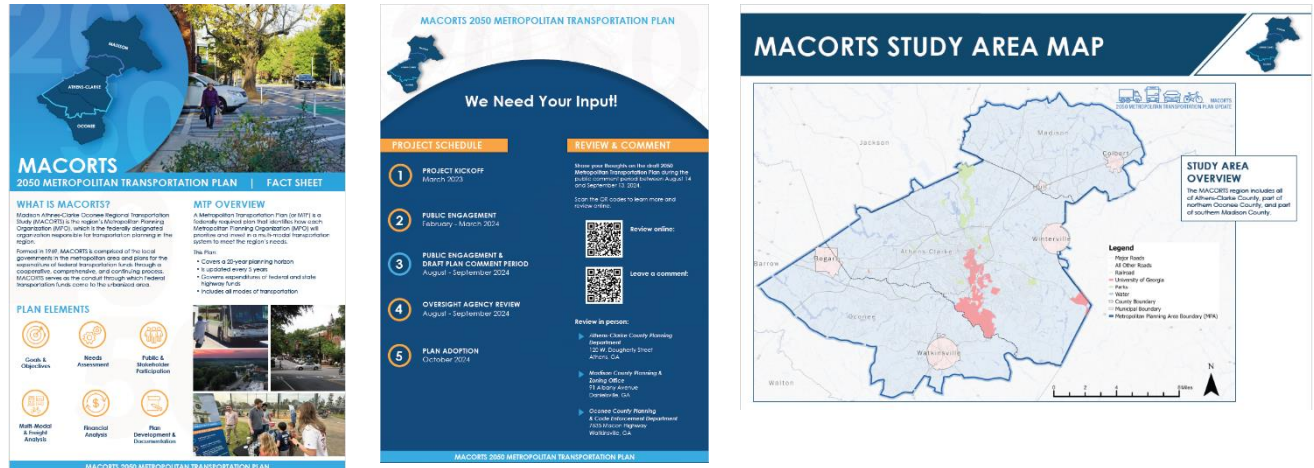 MADISON
ATHENS-CLARKE
OCONEE
MACORTS
2050 METROPOLITAN TRANSPORTATION PLAN | FACT SHEET
WHAT IS MACORTS?
Madison Athens-Clarke Oconee Regional Transportation
Study (MACORTS) is the region's Metropolitan Planning
Organization (MPO), which is the federally designated
organization responsible for transportation planning in the
region.
Formed in 1969, MACORTS is comprised of the local
governments in the metropolitan area and plans for the
expenditure of federal transportation funds through a
cooperative, comprehensive, and continuing process.
MACORTS serves as the conduit through which Federal
transportation funds come to the urbanized area.
MTP OVERVIEW
A Metropolitan Transportation Plan (or MTP) is a
federally required plan that identifies how each
Metropolitan Planning Organization (MPO) will
prioritize and invest in a multi-modal transportation
system to meet the region's needs.
This Plan:
• Covers a 20-year planning horizon
• Is updated every 5 years
• Governs expenditures of federal and state
highway funds
• Includes all modes of transportation
PLAN ELEMENTS
Goals &
Objectives
Needs
Assessment
Public &
Stakeholder
Participation
Multi Modal
& Freight
Analysis
Financial
Analysis
Plan
Development &
Documentation
MACORTS 2050 METROPOLITAN TRANSPORTATION PLAN
MACORTS 2050 METROPOLITAN TRANSPORTATION PLAN
We Need Your Input!
PROJECT SCHEDULE
1 PROJECT KICKOFF
March 2023
2 PUBLIC ENGAGEMENT
February - March 2024
3 PUBLIC ENGAGEMENT &
DRAFT PLAN COMMENT PERIOD
August - September 2024
4 OVERSIGHT AGENCY REVIEW
August - September 2024
5 PLAN ADOPTION
October 2024
REVIEW & COMMENT
Share your thoughts on the draft 2050
Metropolitan Transportation Plan during the
public comment period between August 14
and September 13, 2024.
Scan the QR codes to learn more and
review online.
Review online:
Leave a comment:
Review in person:
Athens-Clarke County Planning
Department
120 W. Dougherty Street
Athens, GA
Madison County Planning &
Zoning Office
91 Albany Avenue
Danielsville, GA
Oconee County Planning
& Code Enforcement Department
7635 Macon Highway
Watkinsville, GA
MACORTS 2050 METROPOLITAN TRANSPORTATION PLAN
MACORTS STUDY AREA MAP
MACORTS
2050 METROPOLITAN TRANSPORTATION PLAN UPDATE
Jackson
Madison
Colbert
Hull
Athens Clarke
Winterville
Barrow
Bogart
Oconee
Watkinsville
Walton
STUDY AREA
OVERVIEW
The MACORTS region includes all
of Athens-Clarke County, part of
northern Oconee County, and part
of southern Madison County.
Legend
Major Roads
All Other Roads
Railroad
University of Georgia
Parks
Water
County Boundary
Municipal Boundary
Metropolitan Planning Area Boundary (MPA)
0 2 4 8 Miles
N